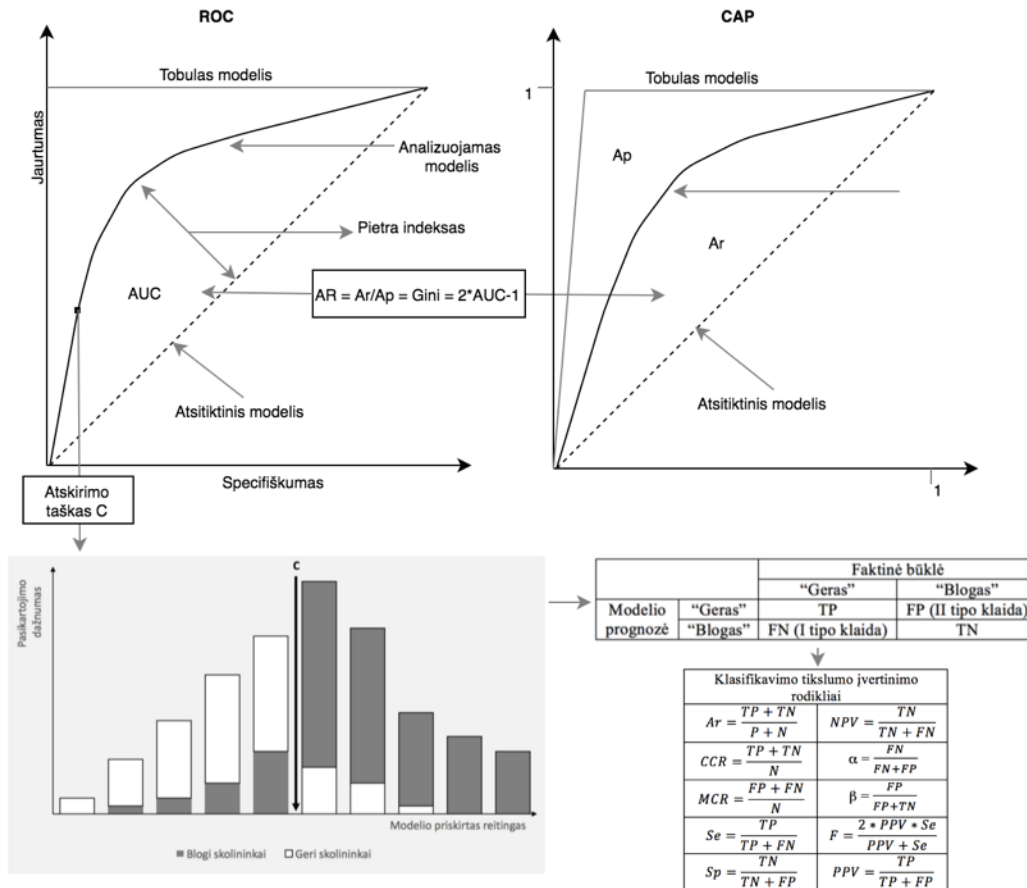 ROC
CAP
Tobulas modelis
Tobulas modelis
1
Jaurtumas
Analizuojamas
modelis
Ap
Pietra indeksas
Ar
AUC
AR = Ar/Ap = Gini = 2*AUC-1
Atsitiktinis modelis
Atsitiktinis modelis
Specifiškumas
1
Atskirimo
taškas C
C
Pasikartojimo
dažnumas
Modelio priskirtas reitingas
Blogi skolininkai
Geri skolininkai
Faktinė būklė
“Geras” “Blogas”
Modelio
prognozė
“Geras” TP FP (II tipo klaida)
“Blogas” FN (I tipo klaida) TN
Klasifikavimo tikslumo įvertinimo
rodikliai
Ar = (TP + TN)/(P + N) NPV = TN/(TN + FN)
CCR = (TP + TN)/N α = FN/(FN+FP)
MCR = (FP + FN)/N β = FP/(FP+TN)
Se = TP/(TP + FN) F = (2 * PPV * Se)/(PPV + Se)
Sp = TN/(TN + FP) PPV = TP/(TP + FP)